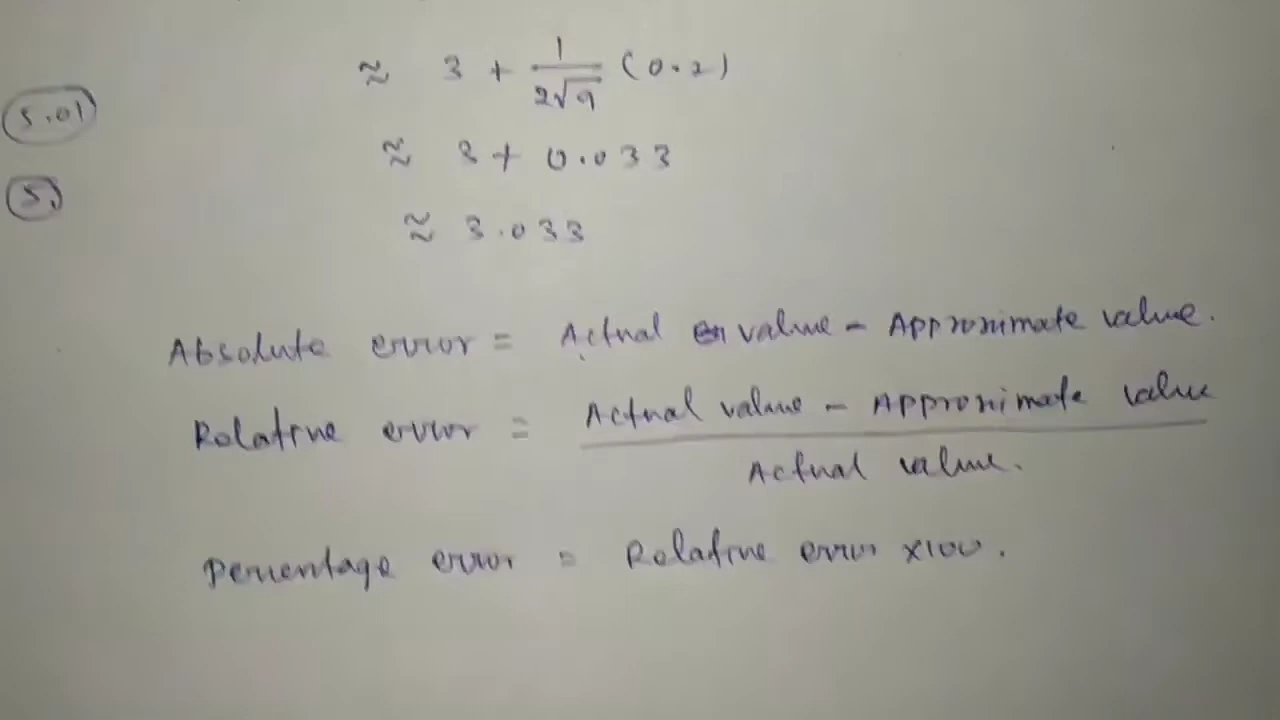 ≈ 3 + 1/(2√9) (0.2)
5.01
≈ 3 + 0.033
5.
≈ 3.033
Absolute error = Actual en value - Approximate value.
Relative error = Actual value - Approximate value
Actual value.
Percentage error = Relative error x100.